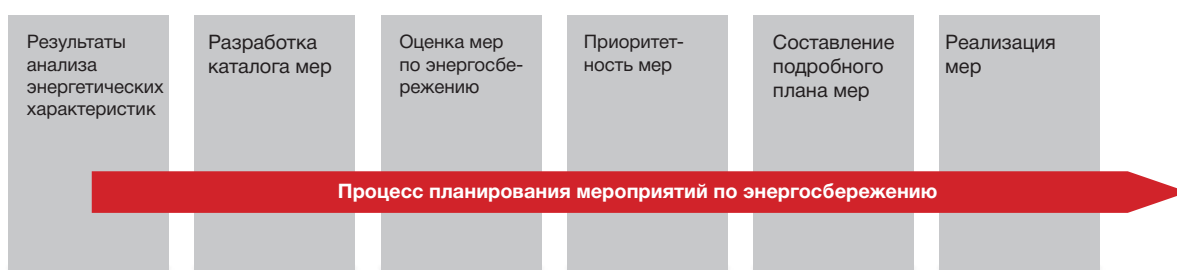 Результаты
анализа
энергетических
характеристик
Разработка
каталога мер
Оценка мер
по энергосбе-
режению
Приоритет-
ность мер
Составление
подробного
плана мер
Реализация
мер
Процесс планирования мероприятий по энергосбережению